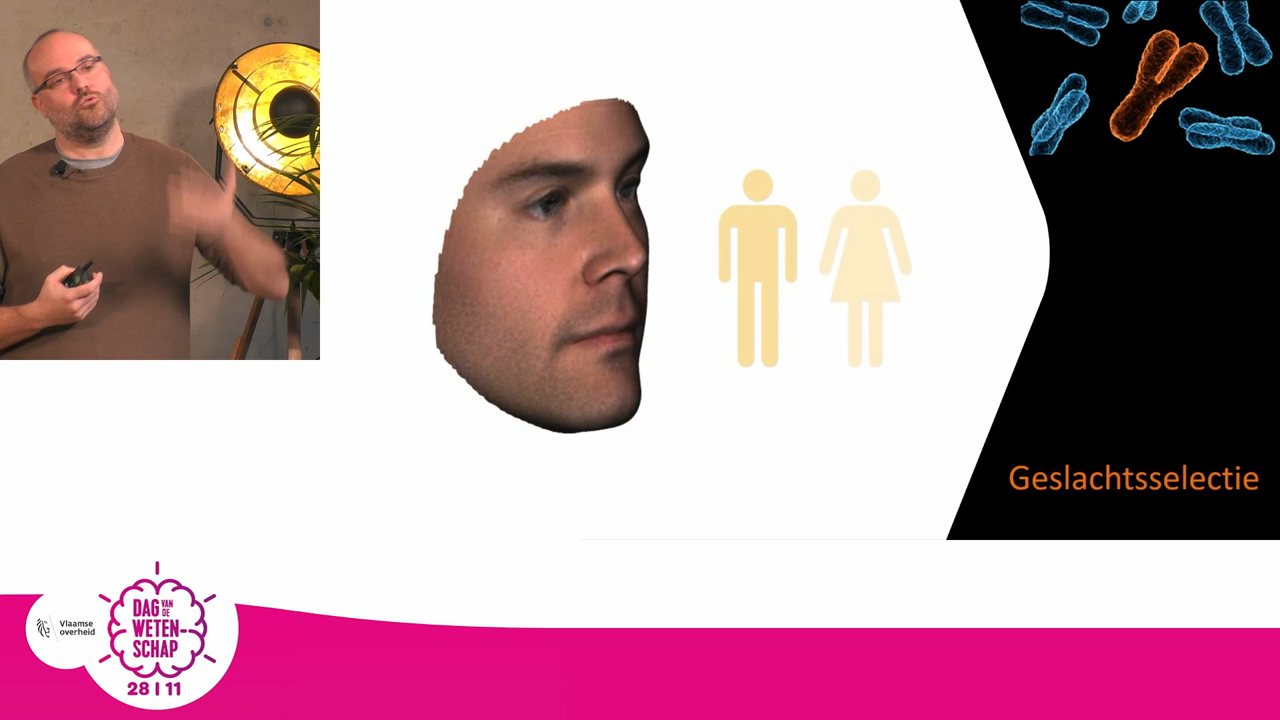 Geslachtsselectie
Vlaamse
overheid
DAG VAN DE
WETEN-
SCHAP
28 | 11